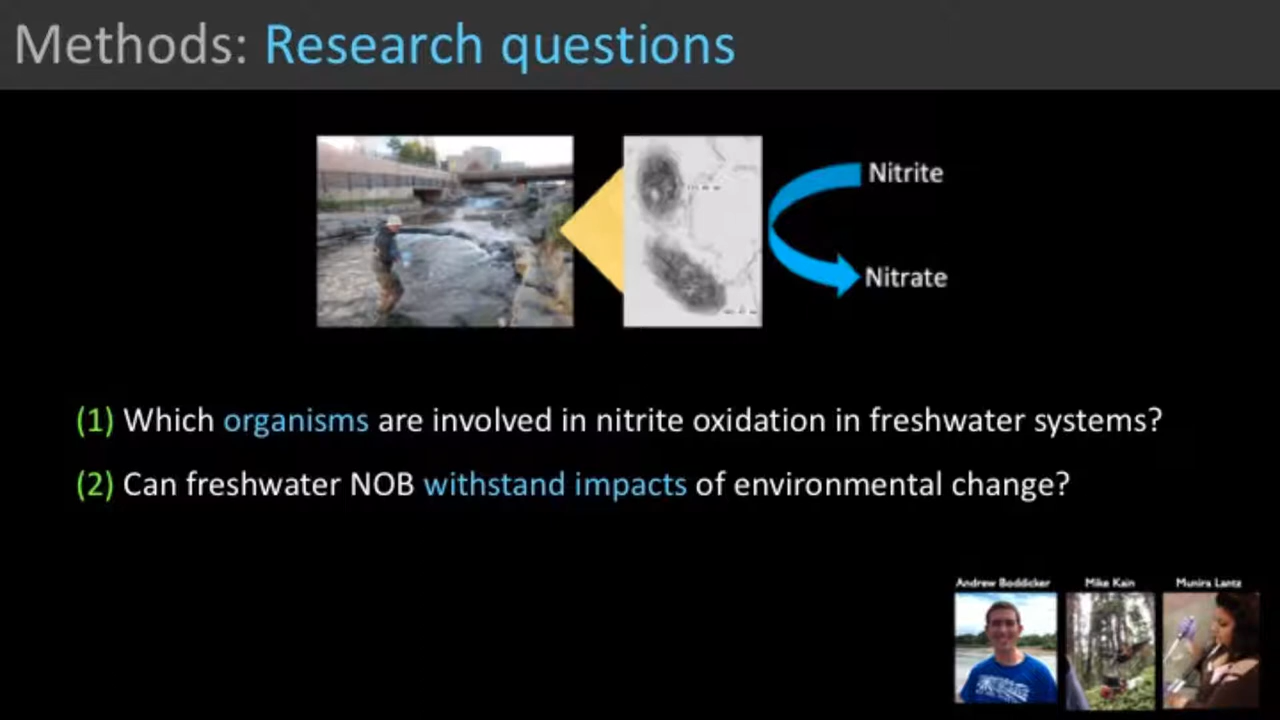 Methods: Research questions
Nitrite
Nitrate
(1) Which organisms are involved in nitrite oxidation in freshwater systems?
(2) Can freshwater NOB withstand impacts of environmental change?
Andrew Boddicker Mike Kain Munira Lantz